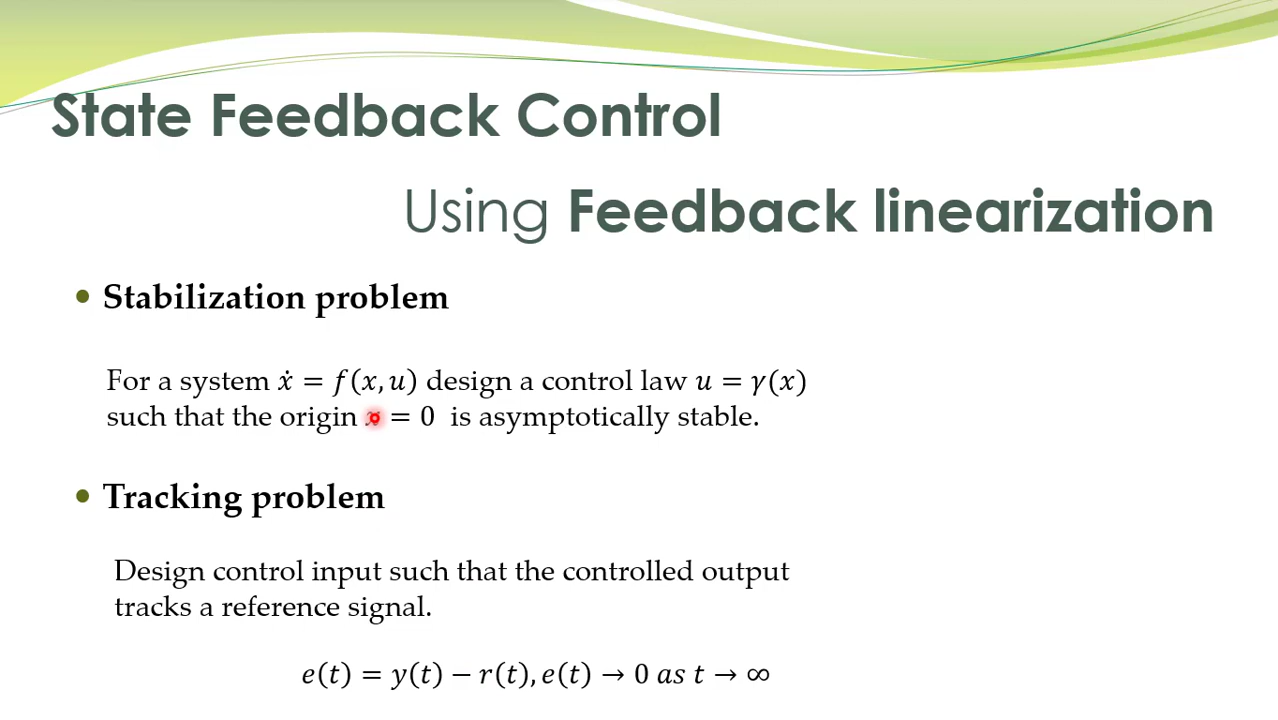 State Feedback Control
Using Feedback linearization
• Stabilization problem
For a system ẋ = f(x, u) design a control law u = γ(x)
such that the origin x = 0 is asymptotically stable.
• Tracking problem
Design control input such that the controlled output
tracks a reference signal.
e(t) = y(t) − r(t), e(t) → 0 as t → ∞